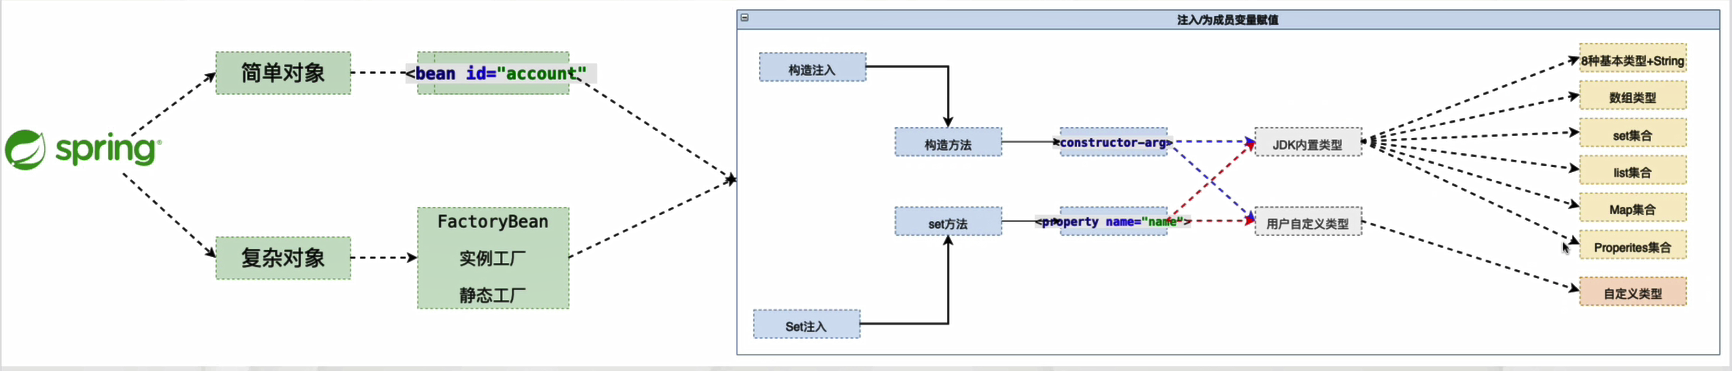 spring
简单对象
<bean id="account"
复杂对象
FactoryBean
实例工厂
静态工厂
注入/为成员变量赋值
构造注入
构造方法
<constructor-arg>
JDK内置类型
set方法
<property name="name">
用户自定义类型
Set注入
8种基本类型+String
数组类型
set集合
list集合
Map集合
Properites集合
自定义类型